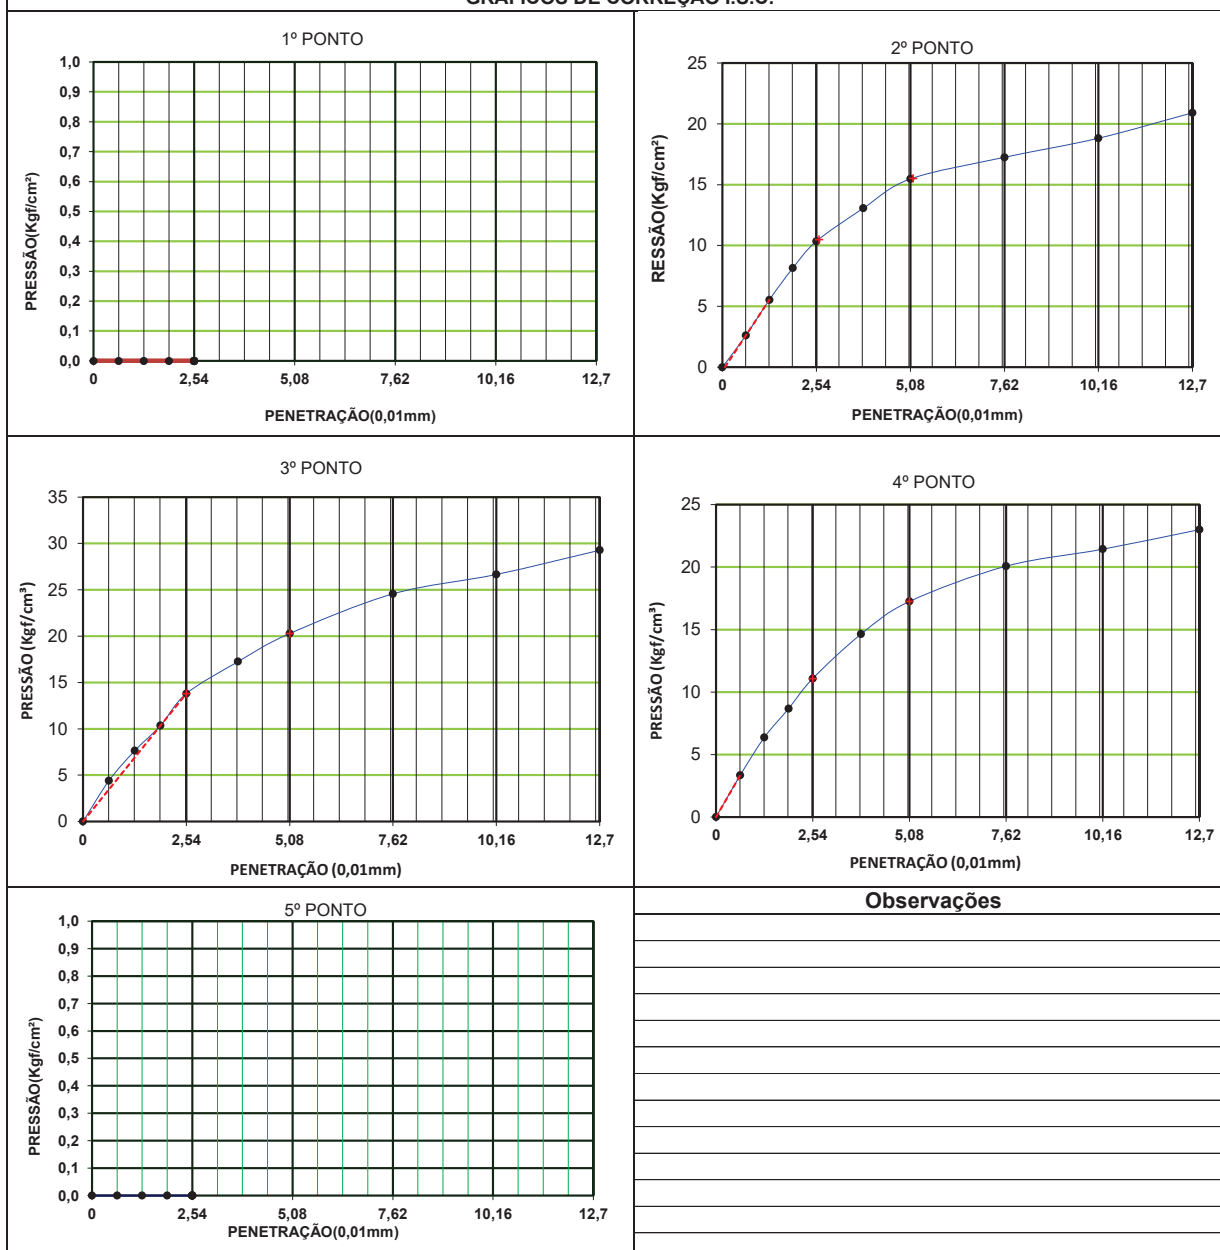 GRÁFICOS DE CORREÇÃO I.S.C.
1º PONTO
PRESSÃO(Kgf/cm²)
1,0
0,9
0,8
0,7
0,6
0,5
0,4
0,3
0,2
0,1
0,0
0 2,54 5,08 7,62 10,16 12,7
PENETRAÇÃO(0,01mm)
2º PONTO
RESSÃO(Kgf/cm²)
25
20
15
10
5
0
0 2,54 5,08 7,62 10,16 12,7
PENETRAÇÃO(0,01mm)
3º PONTO
PRESSÃO (Kgf/cm³)
35
30
25
20
15
10
5
0
0 2,54 5,08 7,62 10,16 12,7
PENETRAÇÃO (0,01mm)
4º PONTO
PRESSÃO (Kgf/cm³)
25
20
15
10
5
0
0 2,54 5,08 7,62 10,16 12,7
PENETRAÇÃO (0,01mm)
5º PONTO
PRESSÃO(Kgf/cm²)
1,0
0,9
0,8
0,7
0,6
0,5
0,4
0,3
0,2
0,1
0,0
0 2,54 5,08 7,62 10,16 12,7
PENETRAÇÃO(0,01mm)
Observações